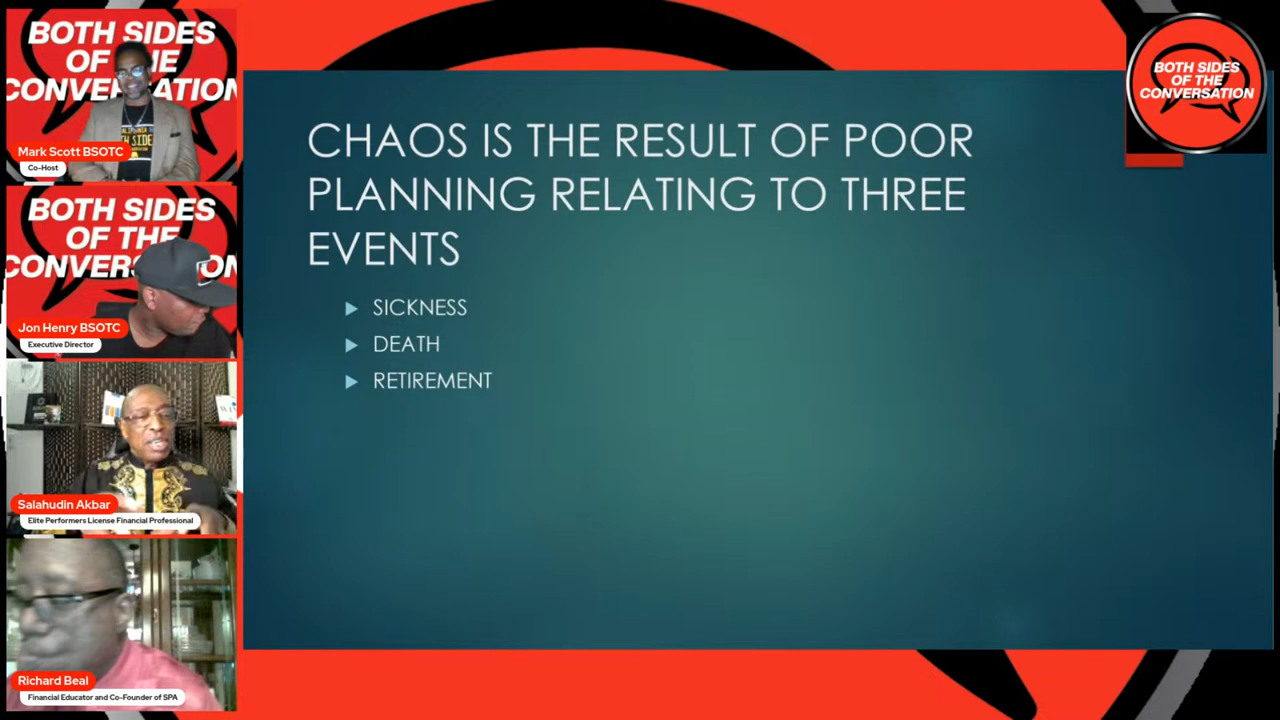 BOTH SIDES
OF THE
CONVERSATION
Mark Scott BSOTC
Co-Host
BOTH SIDES
OF THE
Jon Henry BSOTC
Executive Director
Salahudin Akbar
Elite Performers License Financial Professional
Richard Beal
Financial Educator and Co-Founder of SPA
CHAOS IS THE RESULT OF POOR
PLANNING RELATING TO THREE
EVENTS
SICKNESS
DEATH
RETIREMENT
BOTH SIDES
OF THE
CONVERSATION